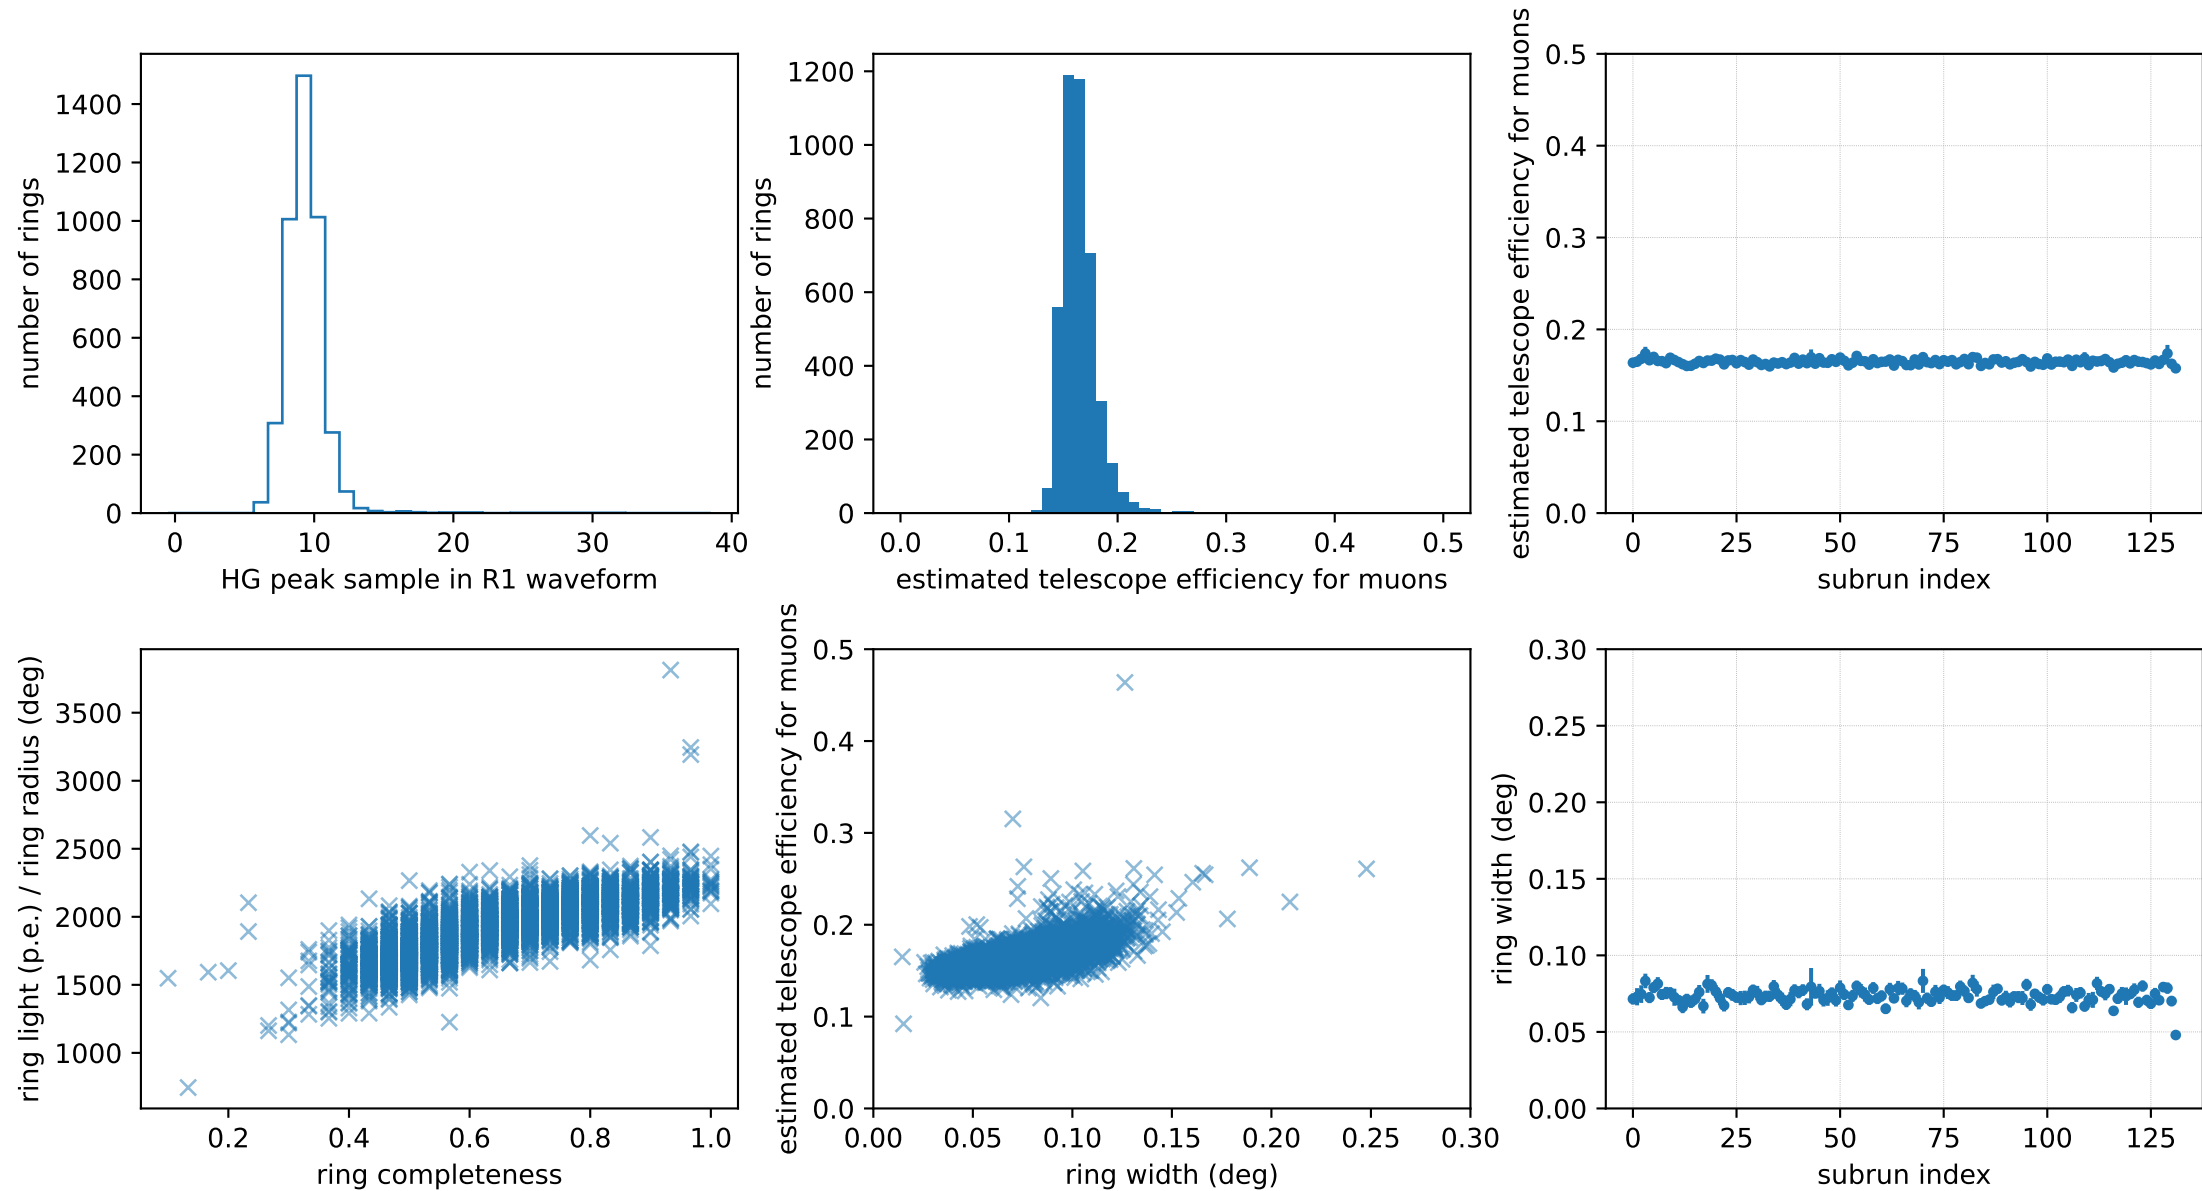 number of rings
0
200
400
600
800
1000
1200
1400
0 10 20 30 40
HG peak sample in R1 waveform
number of rings
0
200
400
600
800
1000
1200
0.0 0.1 0.2 0.3 0.4 0.5
estimated telescope efficiency for muons
estimated telescope efficiency for muons
0.0
0.1
0.2
0.3
0.4
0.5
0 25 50 75 100 125
subrun index
ring light (p.e.) / ring radius (deg)
1000
1500
2000
2500
3000
3500
0.2 0.4 0.6 0.8 1.0
ring completeness
estimated telescope efficiency for muons
0.0
0.1
0.2
0.3
0.4
0.5
0.00 0.05 0.10 0.15 0.20 0.25 0.30
ring width (deg)
ring width (deg)
0.00
0.05
0.10
0.15
0.20
0.25
0.30
0 25 50 75 100 125
subrun index